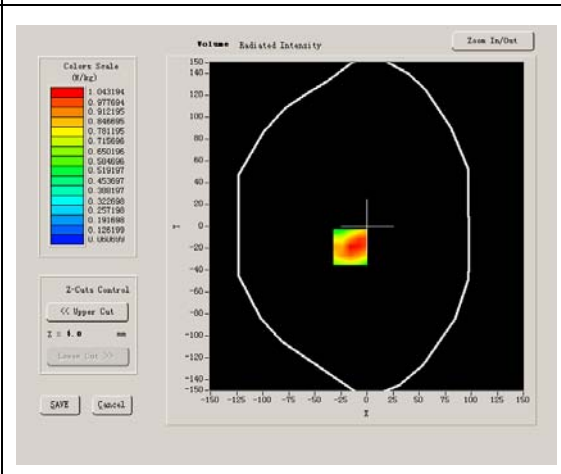 Volume Radiated Intensity
Zoom In/Out
Colors Scale
(W/kg)
1.043194
0.977694
0.912195
0.846695
0.781195
0.715696
0.650196
0.584696
0.519197
0.453697
0.388197
0.322698
0.257198
0.191698
0.126199
0.060699
Z-Cuts Control
<< Upper Cut
Z = 4.0 mm
Lower Cut >>
SAVE
Cancel
150
140
120
100
80
60
40
20
0
-20
-40
-60
-80
-100
-120
-140
-150
Y
-150 -125 -100 -75 -50 -25 0 25 50 75 100 125 150
X